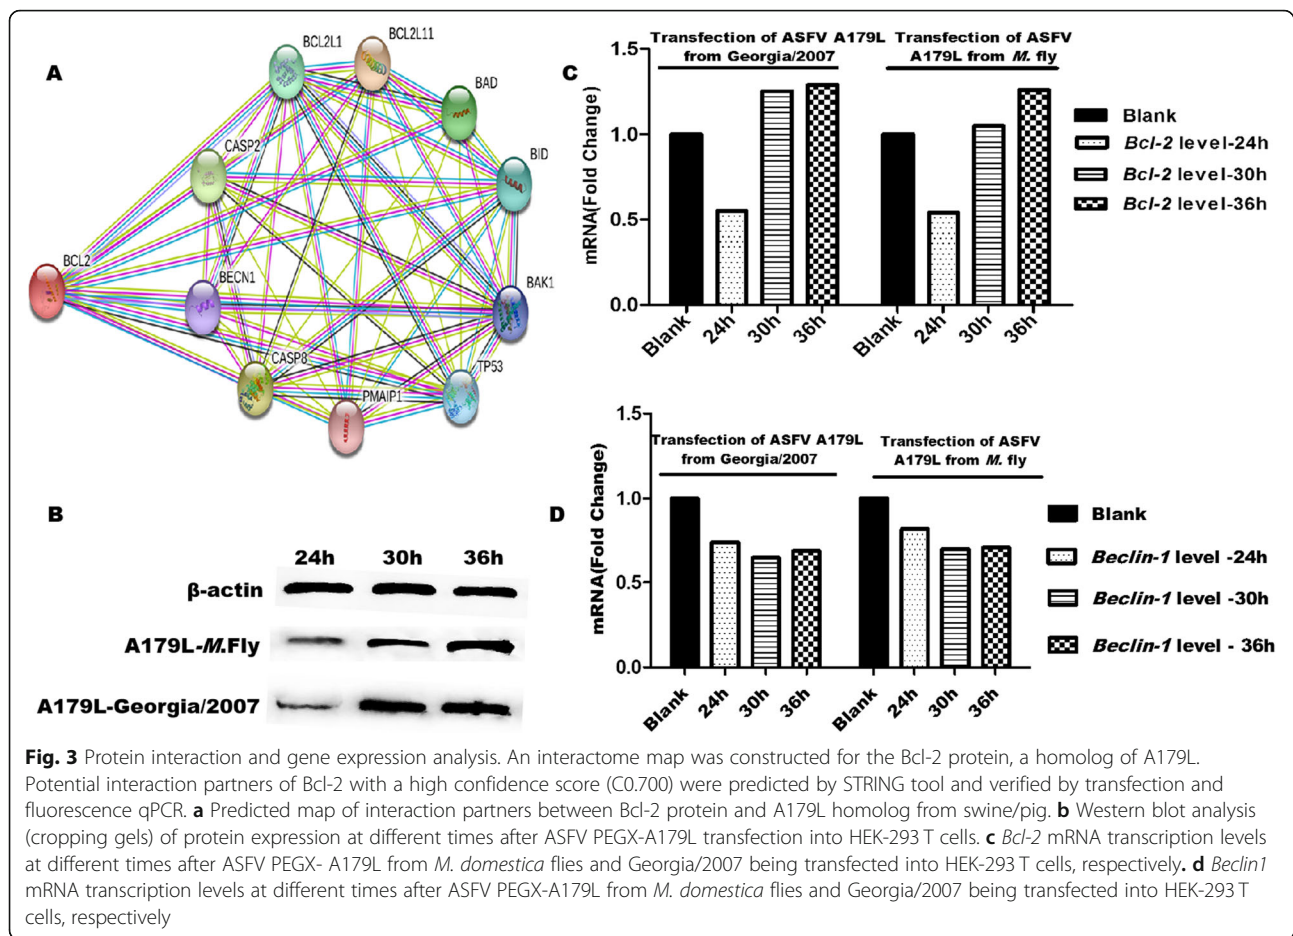 A
BCL2L1
BCL2L11
BAD
CASP2
BID
BCL2
BECN1
BAK1
CASP8
TP53
PMAIP1
B
24h 30h 36h
β-actin
A179L-M.Fly
A179L-Georgia/2007
C
Transfection of ASFV A179L
from Georgia/2007
Transfection of ASFV
A179L from M. fly
mRNA(Fold Change)
1.5
1.0
0.5
0.0
Blank 24h 30h 36h Blank 24h 30h 36h
Blank
Bcl-2 level-24h
Bcl-2 level-30h
Bcl-2 level-36h
D
Transfection of ASFV A179L
from Georgia/2007
Transfection of ASFV
A179L from M. fly
mRNA(Fold Change)
1.5
1.0
0.5
0.0
Blank 24h 30h 36h Blank 24h 30h 36h
Blank
Beclin-1 level -24h
Beclin-1 level -30h
Beclin-1 level - 36h
Fig. 3 Protein interaction and gene expression analysis. An interactome map was constructed for the Bcl-2 protein, a homolog of A179L.
Potential interaction partners of Bcl-2 with a high confidence score (C0.700) were predicted by STRING tool and verified by transfection and
fluorescence qPCR. a Predicted map of interaction partners between Bcl-2 protein and A179L homolog from swine/pig. b Western blot analysis
(cropping gels) of protein expression at different times after ASFV PEGX-A179L transfection into HEK-293 T cells. c Bcl-2 mRNA transcription levels
at different times after ASFV PEGX- A179L from M. domestica flies and Georgia/2007 being transfected into HEK-293 T cells, respectively. d Beclin1
mRNA transcription levels at different times after ASFV PEGX-A179L from M. domestica flies and Georgia/2007 being transfected into HEK-293 T
cells, respectively